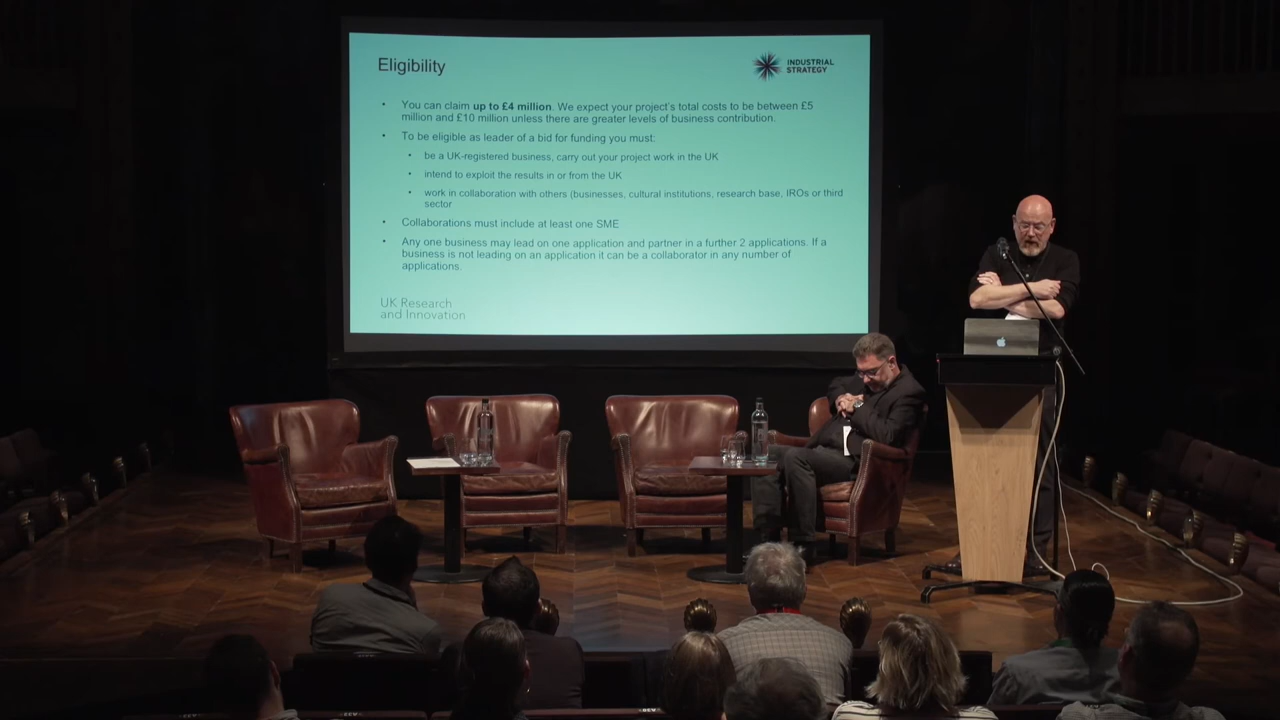 Eligibility
INDUSTRIAL
STRATEGY
• You can claim up to £4 million. We expect your project's total costs to be between £5
million and £10 million unless there are greater levels of business contribution.
• To be eligible as leader of a bid for funding you must:
• be a UK-registered business, carry out your project work in the UK
• intend to exploit the results in or from the UK
• work in collaboration with others (businesses, cultural institutions, research base, IROs or third
sector
• Collaborations must include at least one SME
• Any one business may lead on one application and partner in a further 2 applications. If a
business is not leading on an application it can be a collaborator in any number of
applications.
UK Research
and Innovation